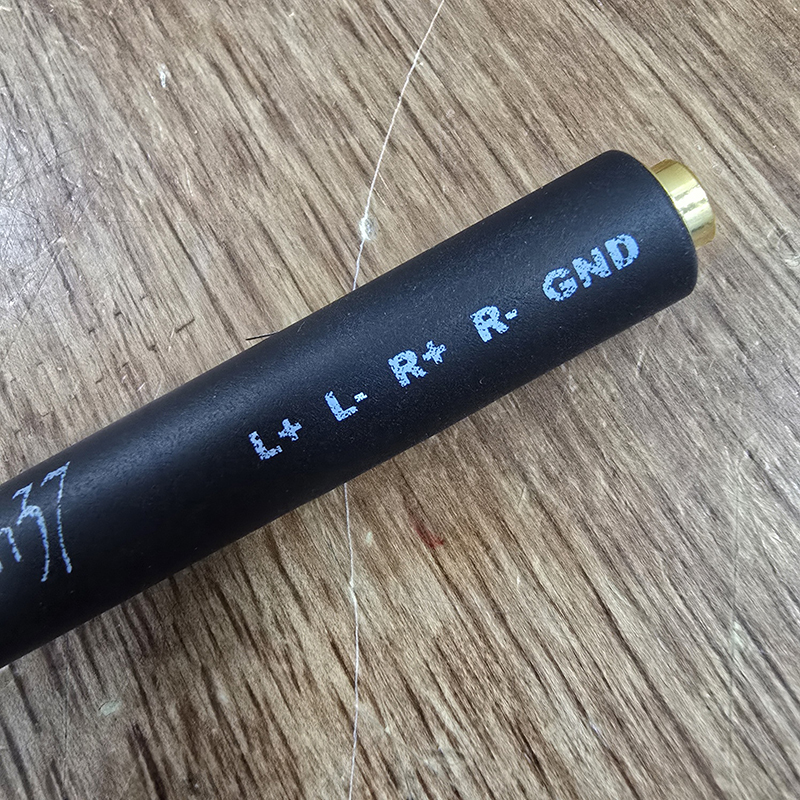 L+ L- R+ R- GND